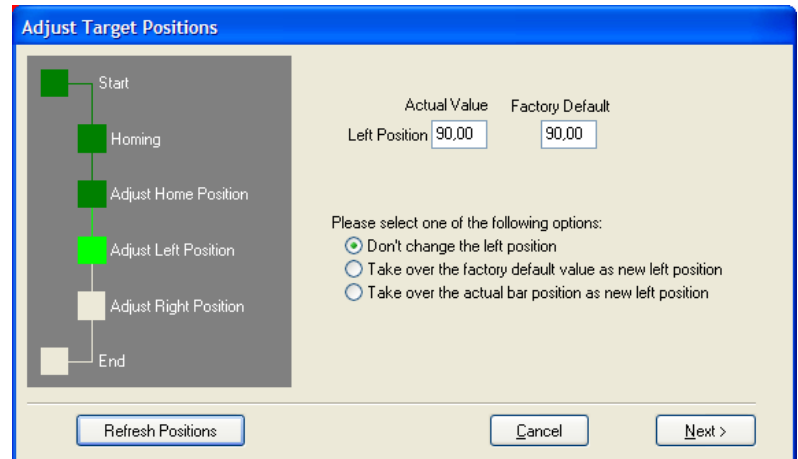 Adjust Target Positions
Start
Homing
Adjust Home Position
Adjust Left Position
Adjust Right Position
End
Actual Value Factory Default
Left Position 90,00 90,00
Please select one of the following options:
Don't change the left position
Take over the factory default value as new left position
Take over the actual bar position as new left position
Refresh Positions Cancel Next >